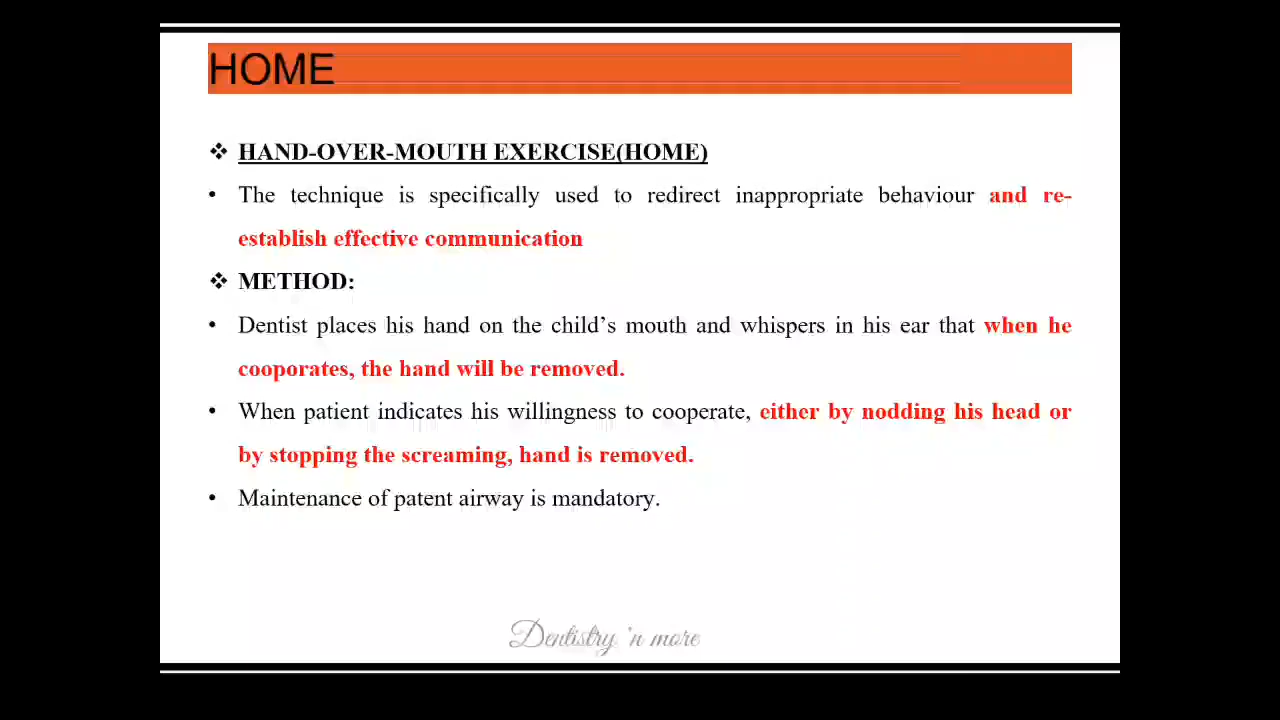 HOME
❖ HAND-OVER-MOUTH EXERCISE(HOME)
• The technique is specifically used to redirect inappropriate behaviour and re-
establish effective communication
❖ METHOD:
• Dentist places his hand on the child's mouth and whispers in his ear that when he
cooporates, the hand will be removed.
• When patient indicates his willingness to cooperate, either by nodding his head or
by stopping the screaming, hand is removed.
• Maintenance of patent airway is mandatory.
Dentistry 'n more